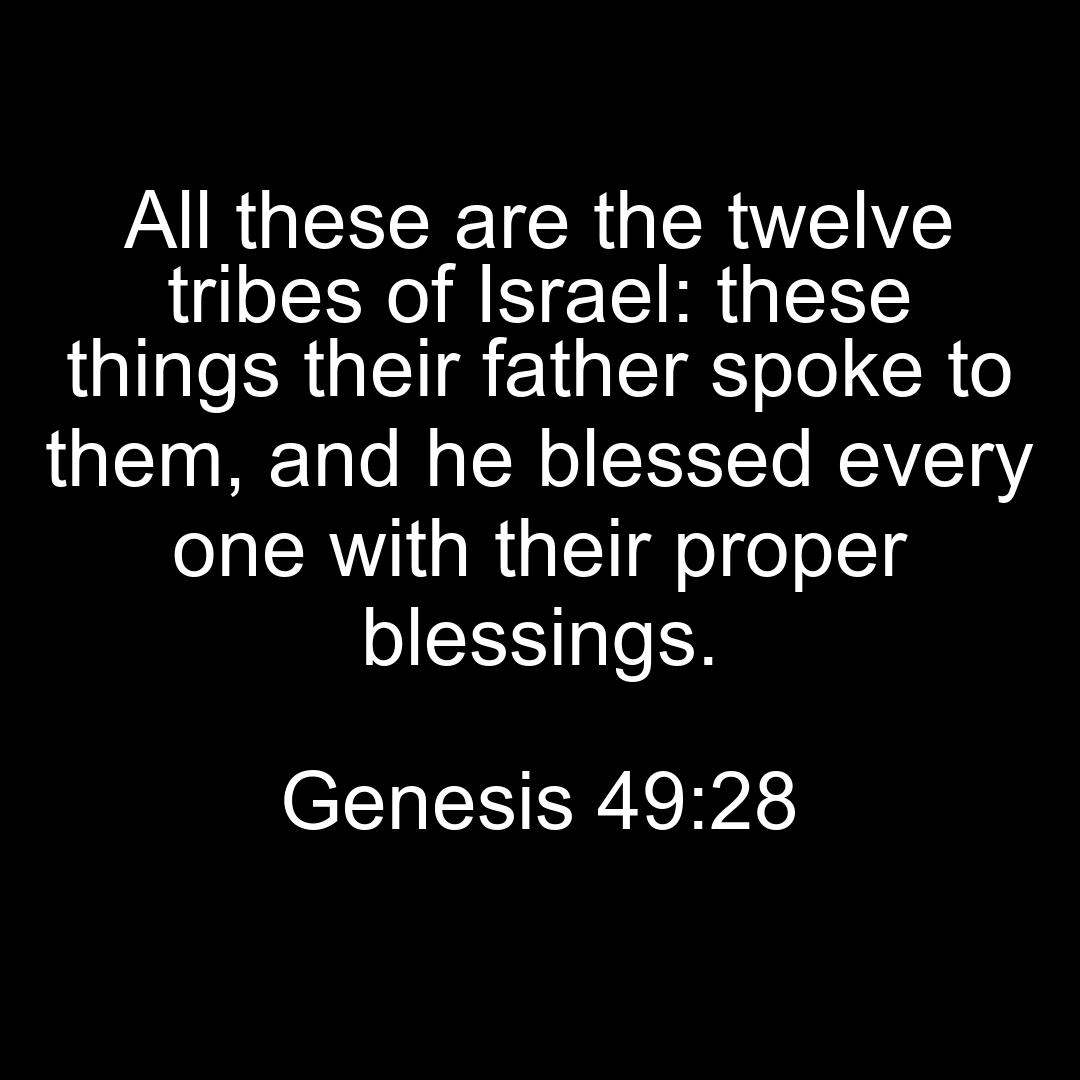 All these are the twelve
tribes of Israel: these
things their father spoke to
them, and he blessed every
one with their proper
blessings.
Genesis 49:28